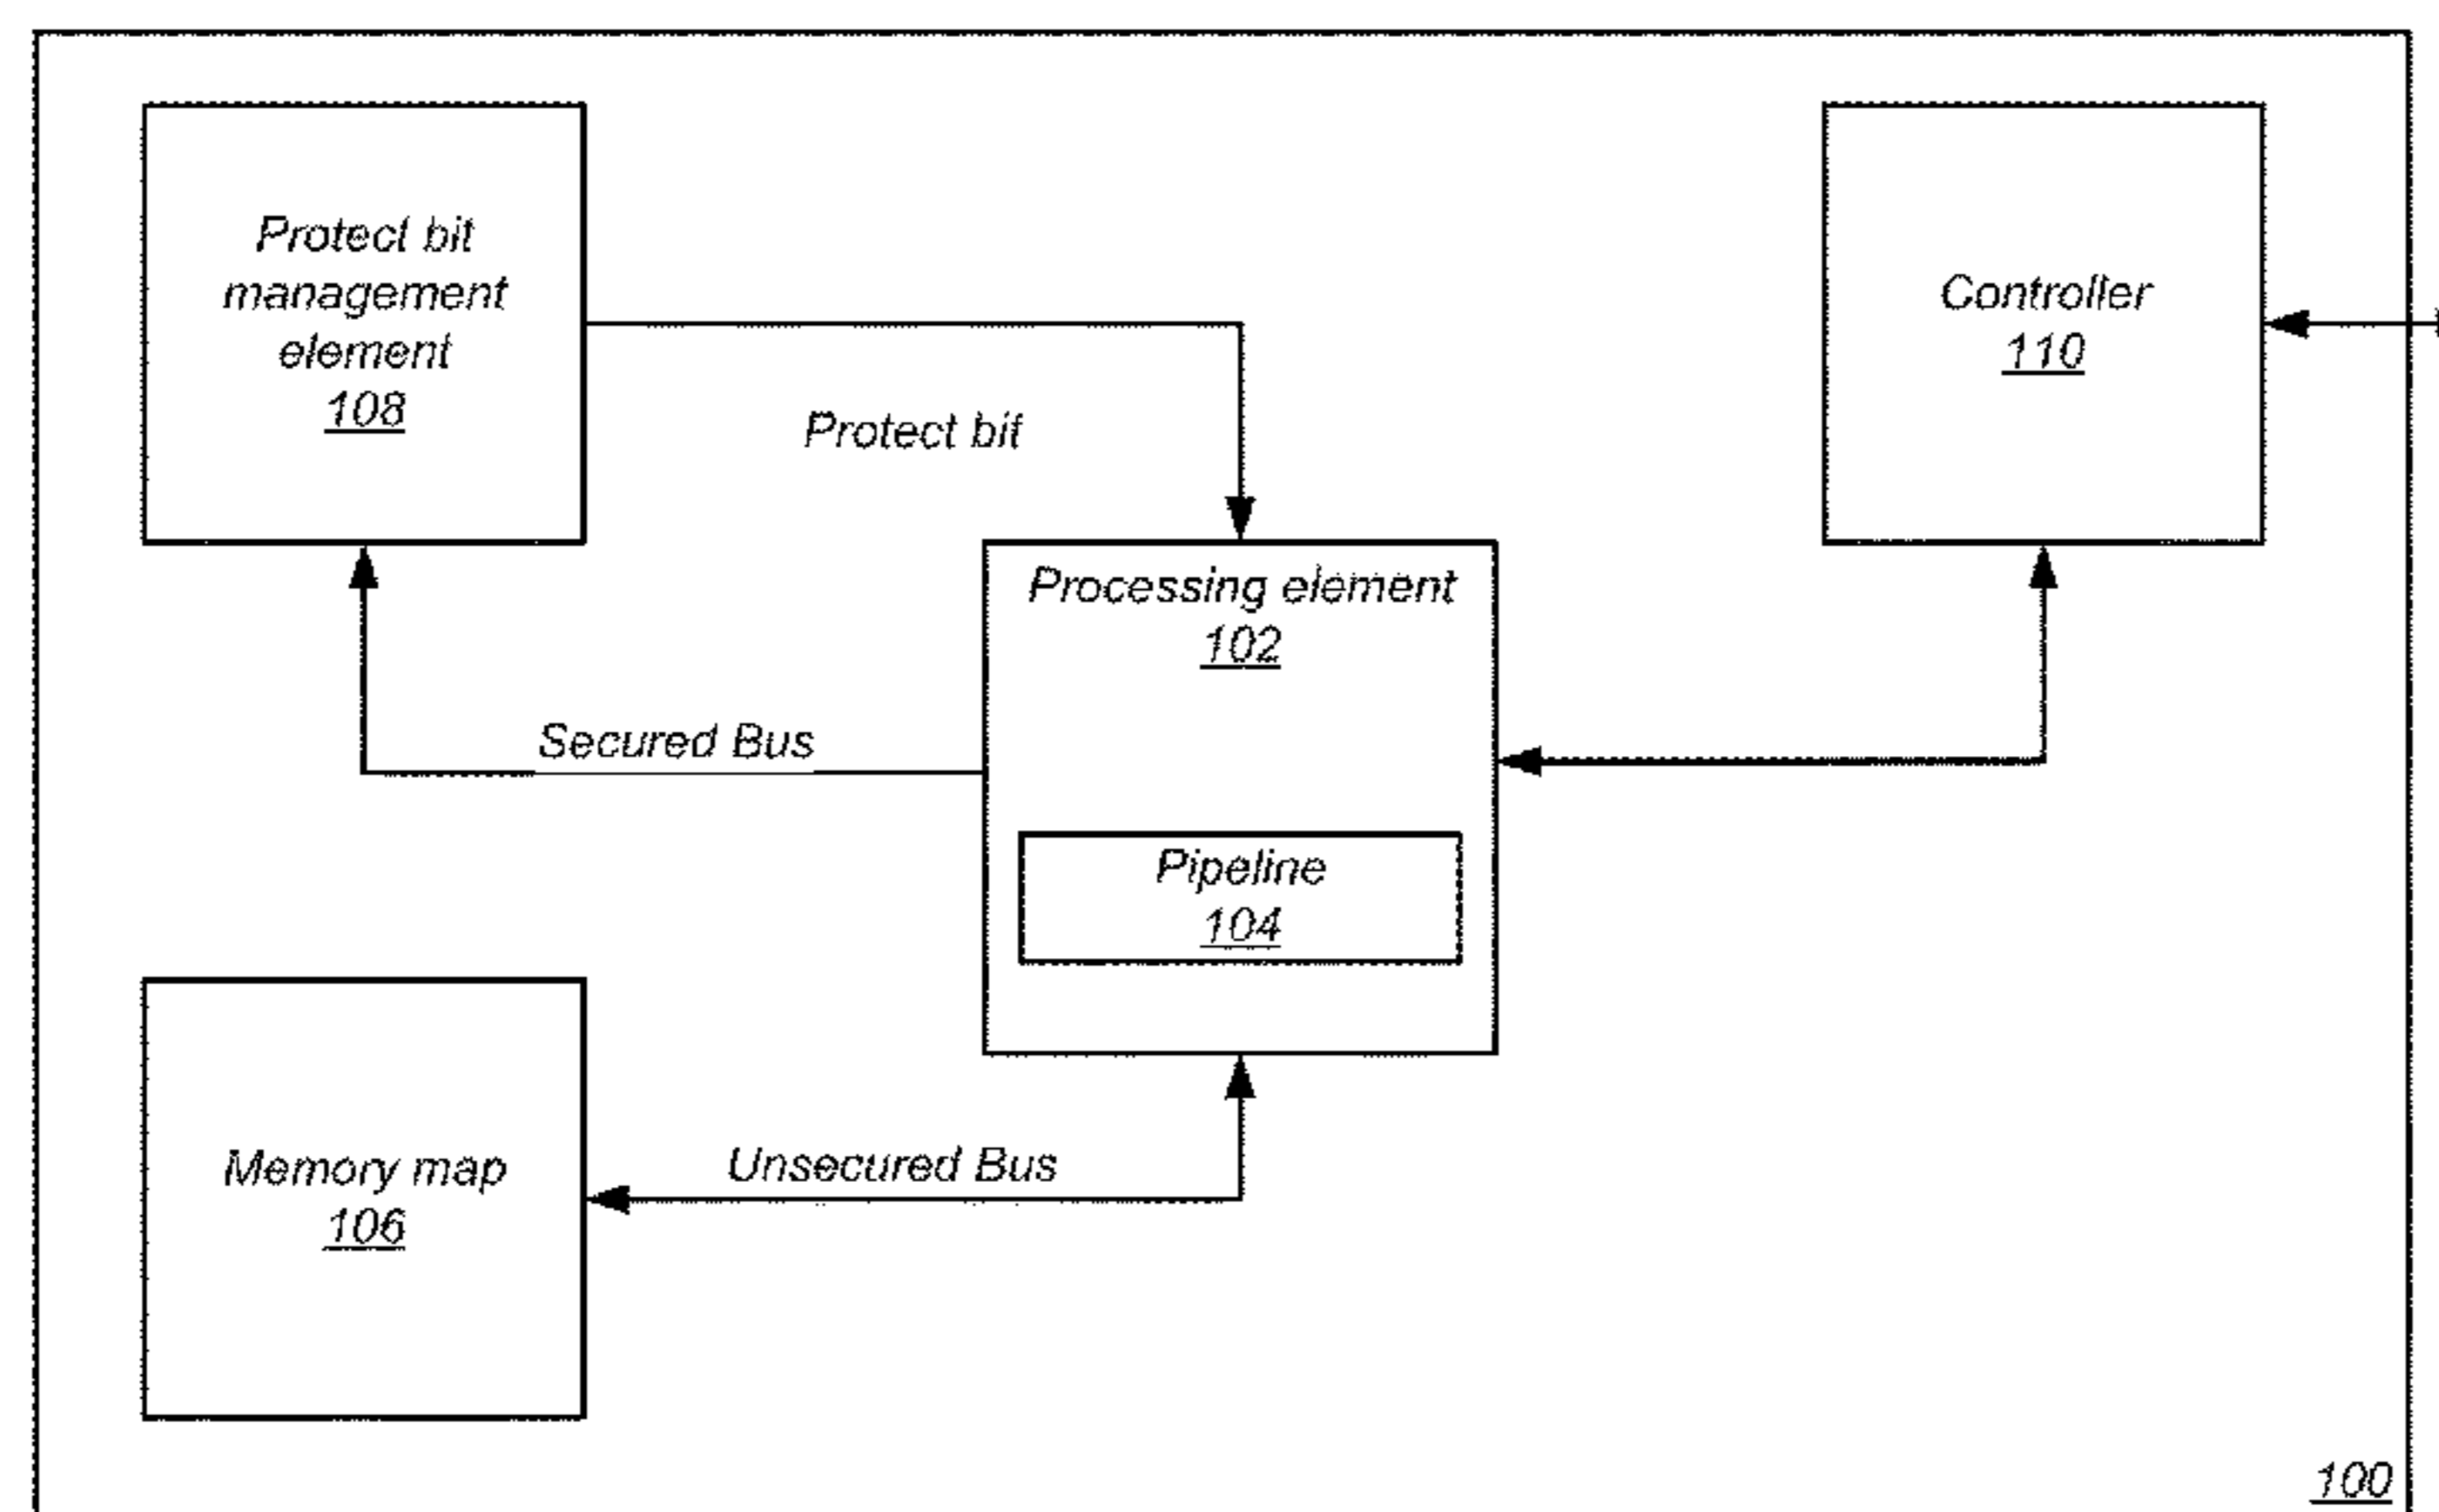 Protect bit
management
element
108
Protect bit
Controller
110
Processing element
102
Secured Bus
Pipeline
104
Memory map
106
Unsecured Bus
100